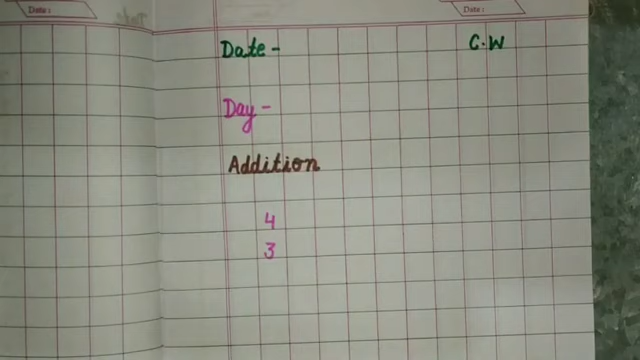 Date :
Date :
Date - C.W
Day -
Addition
4
3